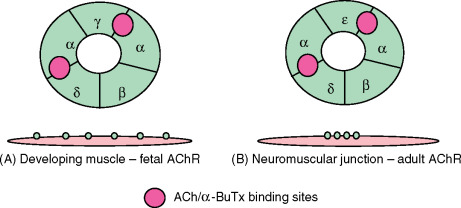 γ
α
α
δ
β
ε
α
α
δ
β
(A) Developing muscle – fetal AChR
(B) Neuromuscular junction – adult AChR
ACh/α-BuTx binding sites